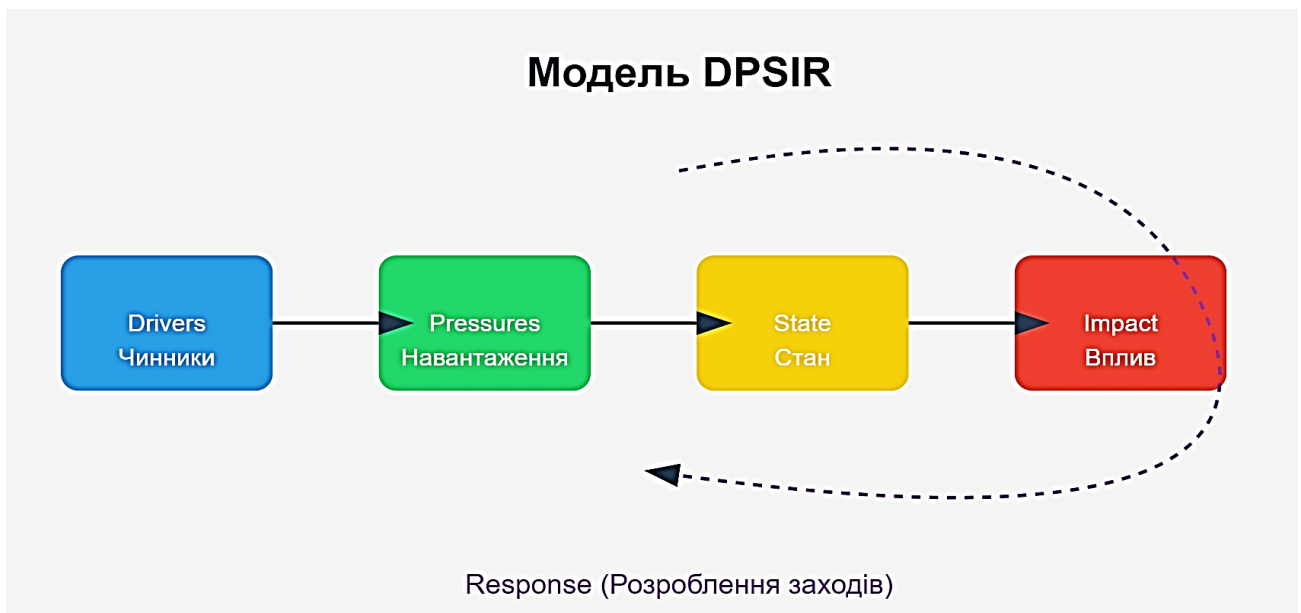 Модель DPSIR
Drivers
Чинники
Pressures
Навантаження
State
Стан
Impact
Вплив
Response (Розроблення заходів)